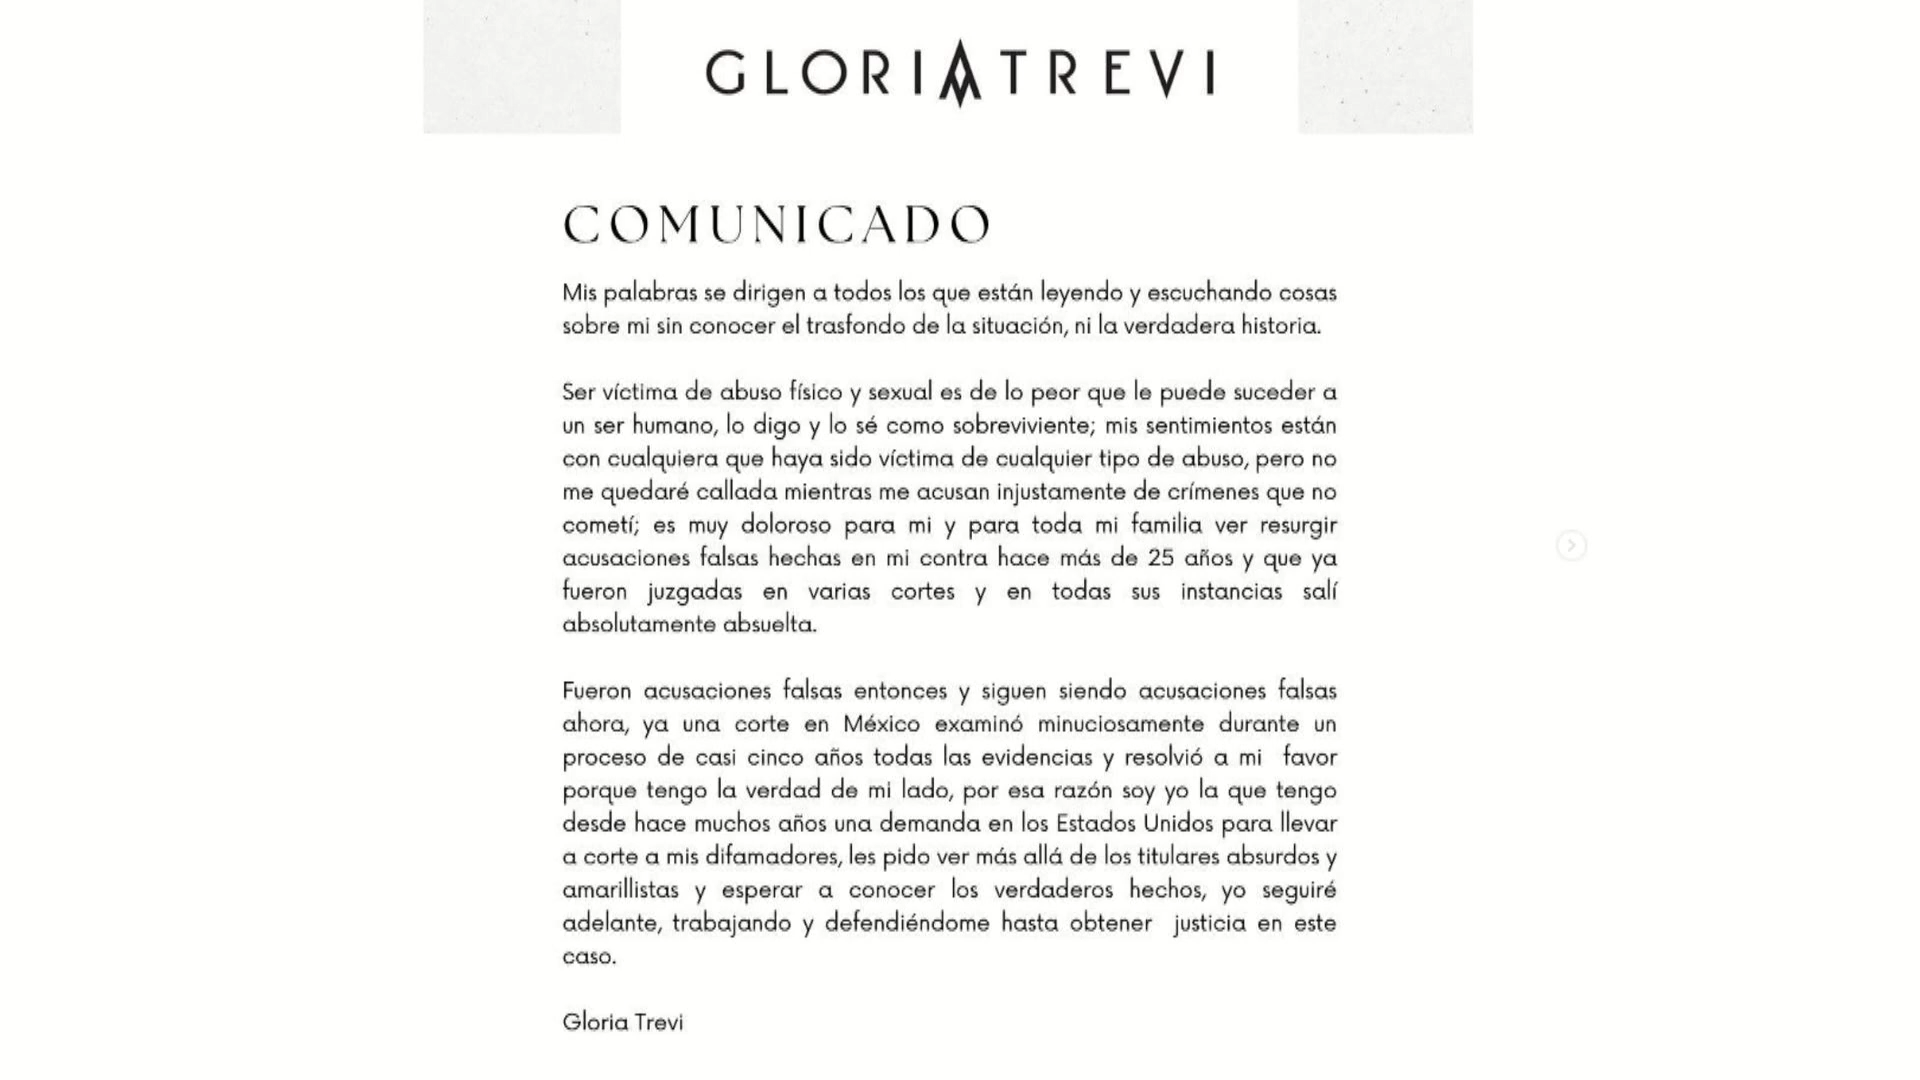 GLORIA TREVI
COMUNICADO
Mis palabras se dirigen a todos los que están leyendo y escuchando cosas
sobre mi sin conocer el trasfondo de la situación, ni la verdadera historia.
Ser víctima de abuso físico y sexual es de lo peor que le puede suceder a
un ser humano, lo digo y lo sé como sobreviviente; mis sentimientos están
con cualquiera que haya sido víctima de cualquier tipo de abuso, pero no
me quedaré callada mientras me acusan injustamente de crímenes que no
cometí; es muy doloroso para mi y para toda mi familia ver resurgir
acusaciones falsas hechas en mi contra hace más de 25 años y que ya
fueron juzgadas en varias cortes y en todas sus instancias salí
absolutamente absuelta.
Fueron acusaciones falsas entonces y siguen siendo acusaciones falsas
ahora, ya una corte en México examinó minuciosamente durante un
proceso de casi cinco años todas las evidencias y resolvió a mi favor
porque tengo la verdad de mi lado, por esa razón soy yo la que tengo
desde hace muchos años una demanda en los Estados Unidos para llevar
a corte a mis difamadores, les pido ver más allá de los titulares absurdos y
amarillistas y esperar a conocer los verdaderos hechos, yo seguiré
adelante, trabajando y defendiéndome hasta obtener justicia en este
caso.
Gloria Trevi